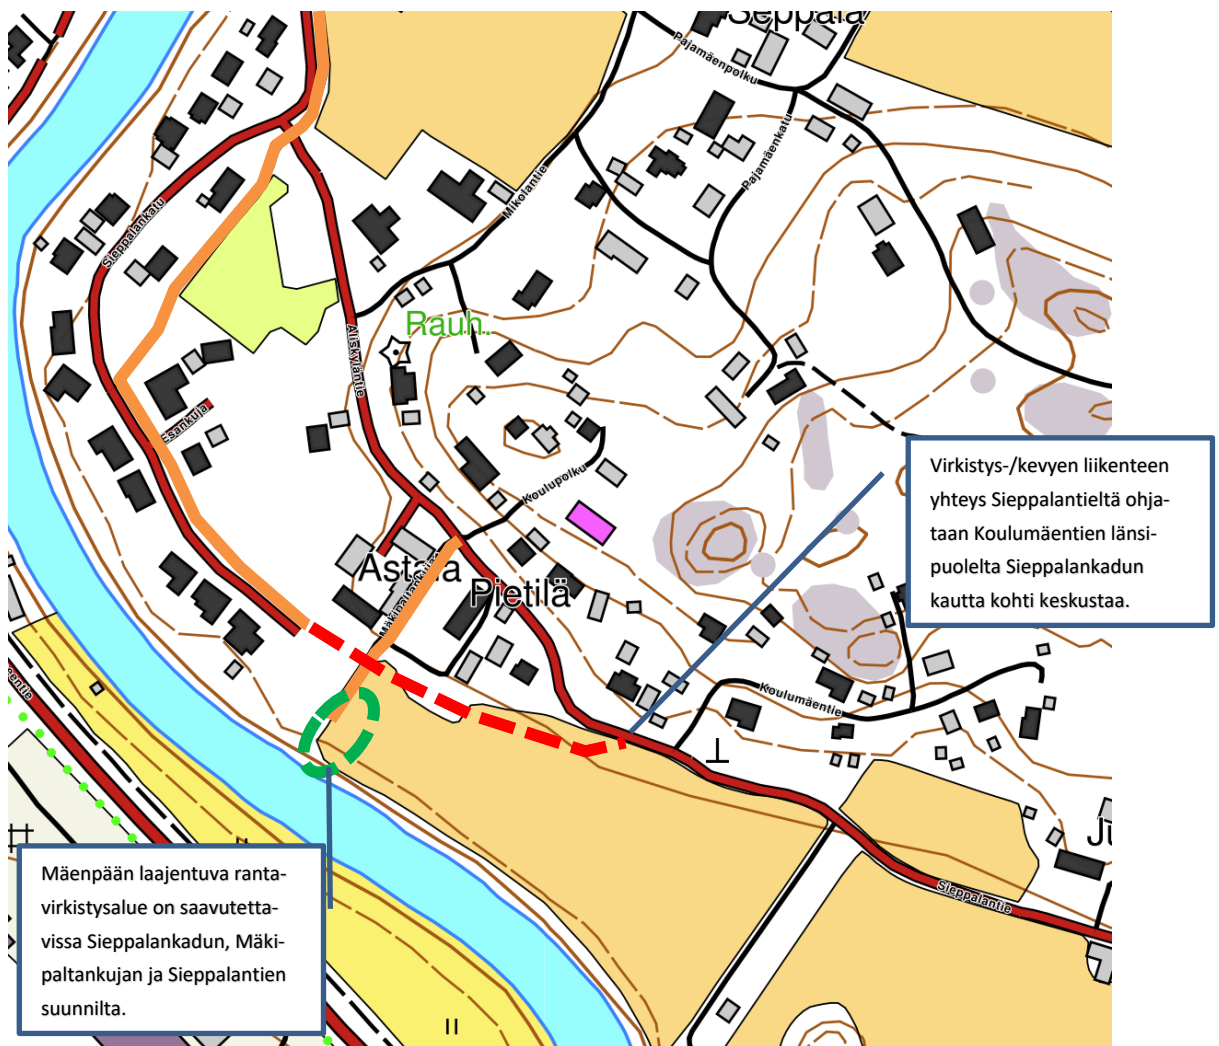 Seppälä
Pajamäenpolku
Pajamäenkatu
Mikolantie
Sieppalankatu
Rauh.
Aliskyläntie
Esankuja
Koulupolku
Astala
Pietilä
Mäkipaltankuja
Koulumäentie
Sieppalantie
Virkistys-/kevyen liikenteen
yhteys Sieppalantieltä ohja-
taan Koulumäentien länsi-
puolelta Sieppalankadun
kautta kohti keskustaa.
Mäenpään laajentuva ranta-
virkistysalue on saavutetta-
vissa Sieppalankadun, Mäki-
paltankujan ja Sieppalantien
suunnilta.